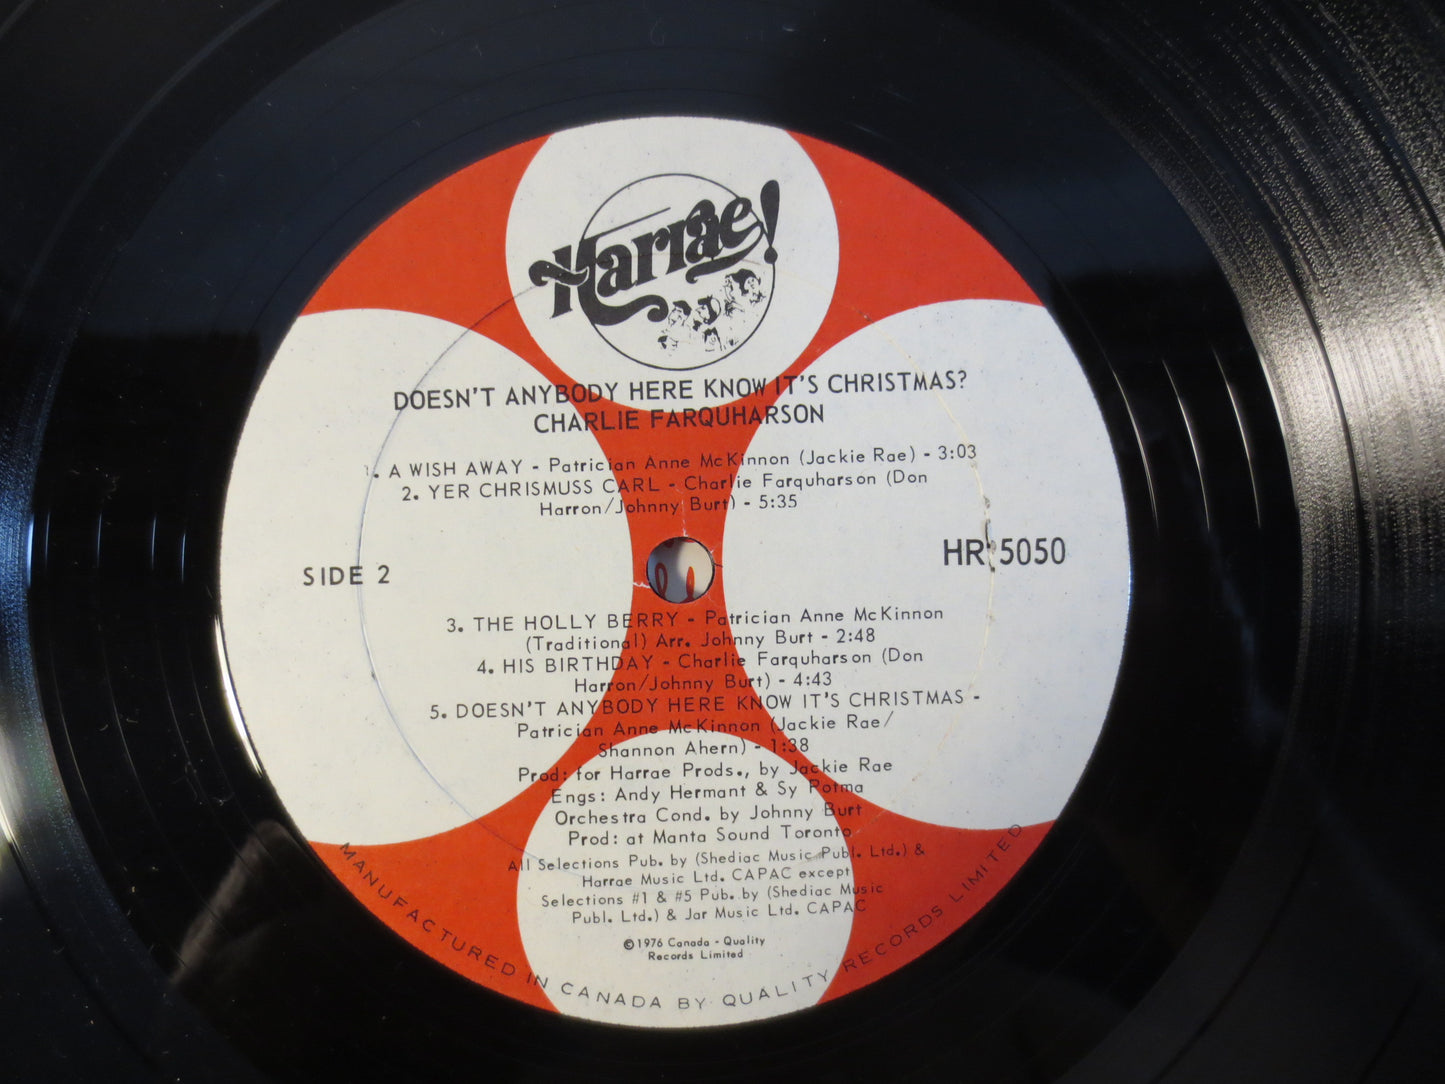 Harrae!
DOESN'T ANYBODY HERE KNOW IT'S CHRISTMAS?
CHARLIE FARQUHARSON
1. A WISH AWAY - Patrician Anne McKinnon (Jackie Rae) - 3:03
2. YER CHRISMUSS CARL - Charlie Farquharson (Don
Harron/Johnny Burt) - 5:35
SIDE 2
HR 5050
3. THE HOLLY BERRY - Patrician Anne McKinnon
(Traditional) Arr. Johnny Burt - 2:48
4. HIS BIRTHDAY - Charlie Farquharson (Don
Harron/Johnny Burt) - 4:43
5. DOESN'T ANYBODY HERE KNOW IT'S CHRISTMAS -
Patrician Anne McKinnon (Jackie Rae/
Shannon Ahern) - 1:38
Prod: for Harrae Prods., by Jackie Rae
Engs: Andy Hermant & Sy Potma
Orchestra Cond. by Johnny Burt
Prod: at Manta Sound Toronto
All Selections Pub. by (Shediac Music Publ. Ltd.) &
Harrae Music Ltd. CAPAC except
Selections #1 & #5 Pub. by (Shediac Music
Publ. Ltd.) & Jar Music Ltd. CAPAC
©1976 Canada - Quality
Records Limited
MANUFACTURED IN CANADA BY QUALITY RECORDS LIMITED